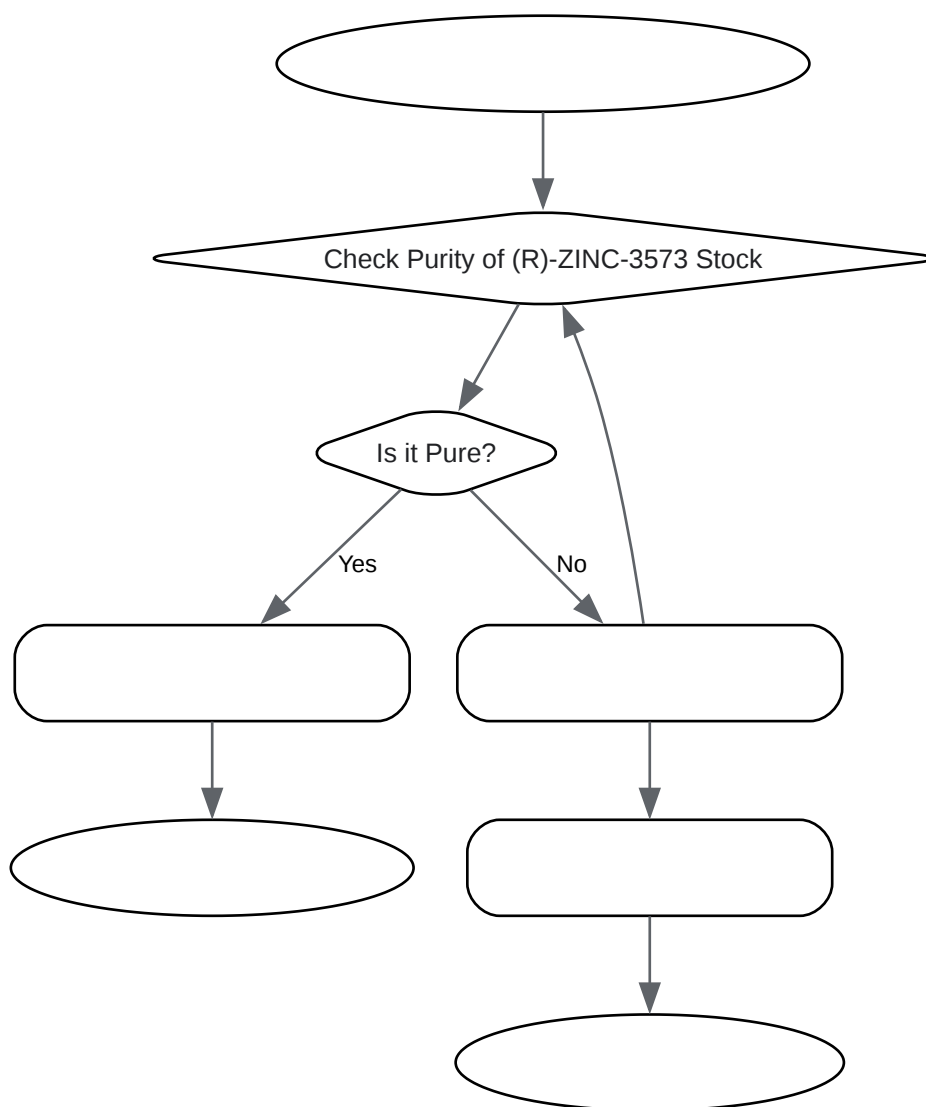 Check Purity of (R)-ZINC-3573 Stock
Is it Pure?
Yes
No